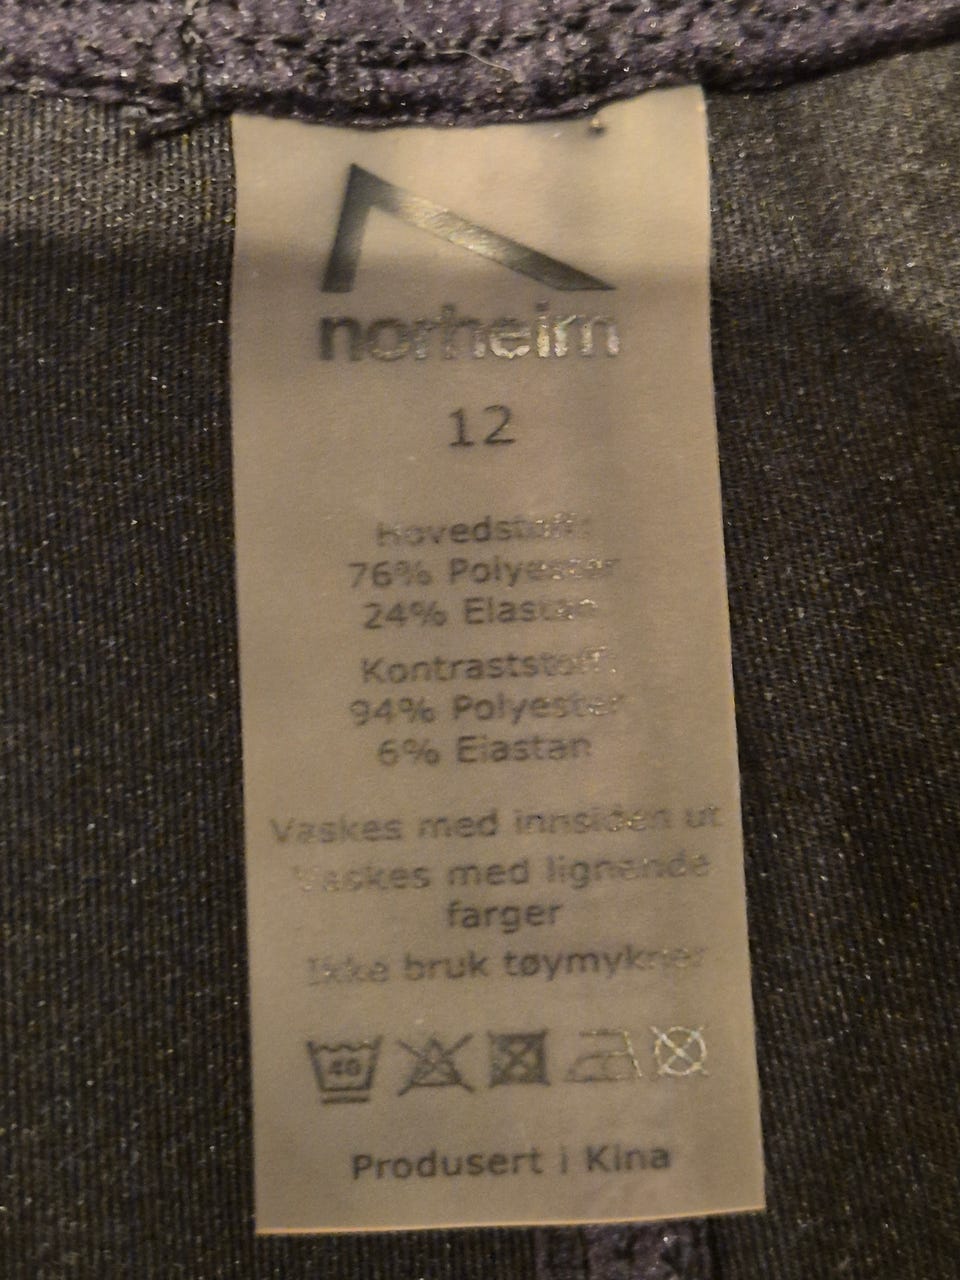 norheim
12
Hovedstoff:
76% Polyester
24% Elastan
Kontraststoff:
94% Polyester
6% Elastan
Vaskes med innsiden ut
Vaskes med lignende
farger
Ikke bruk tøymykner
40
Produsert i Kina